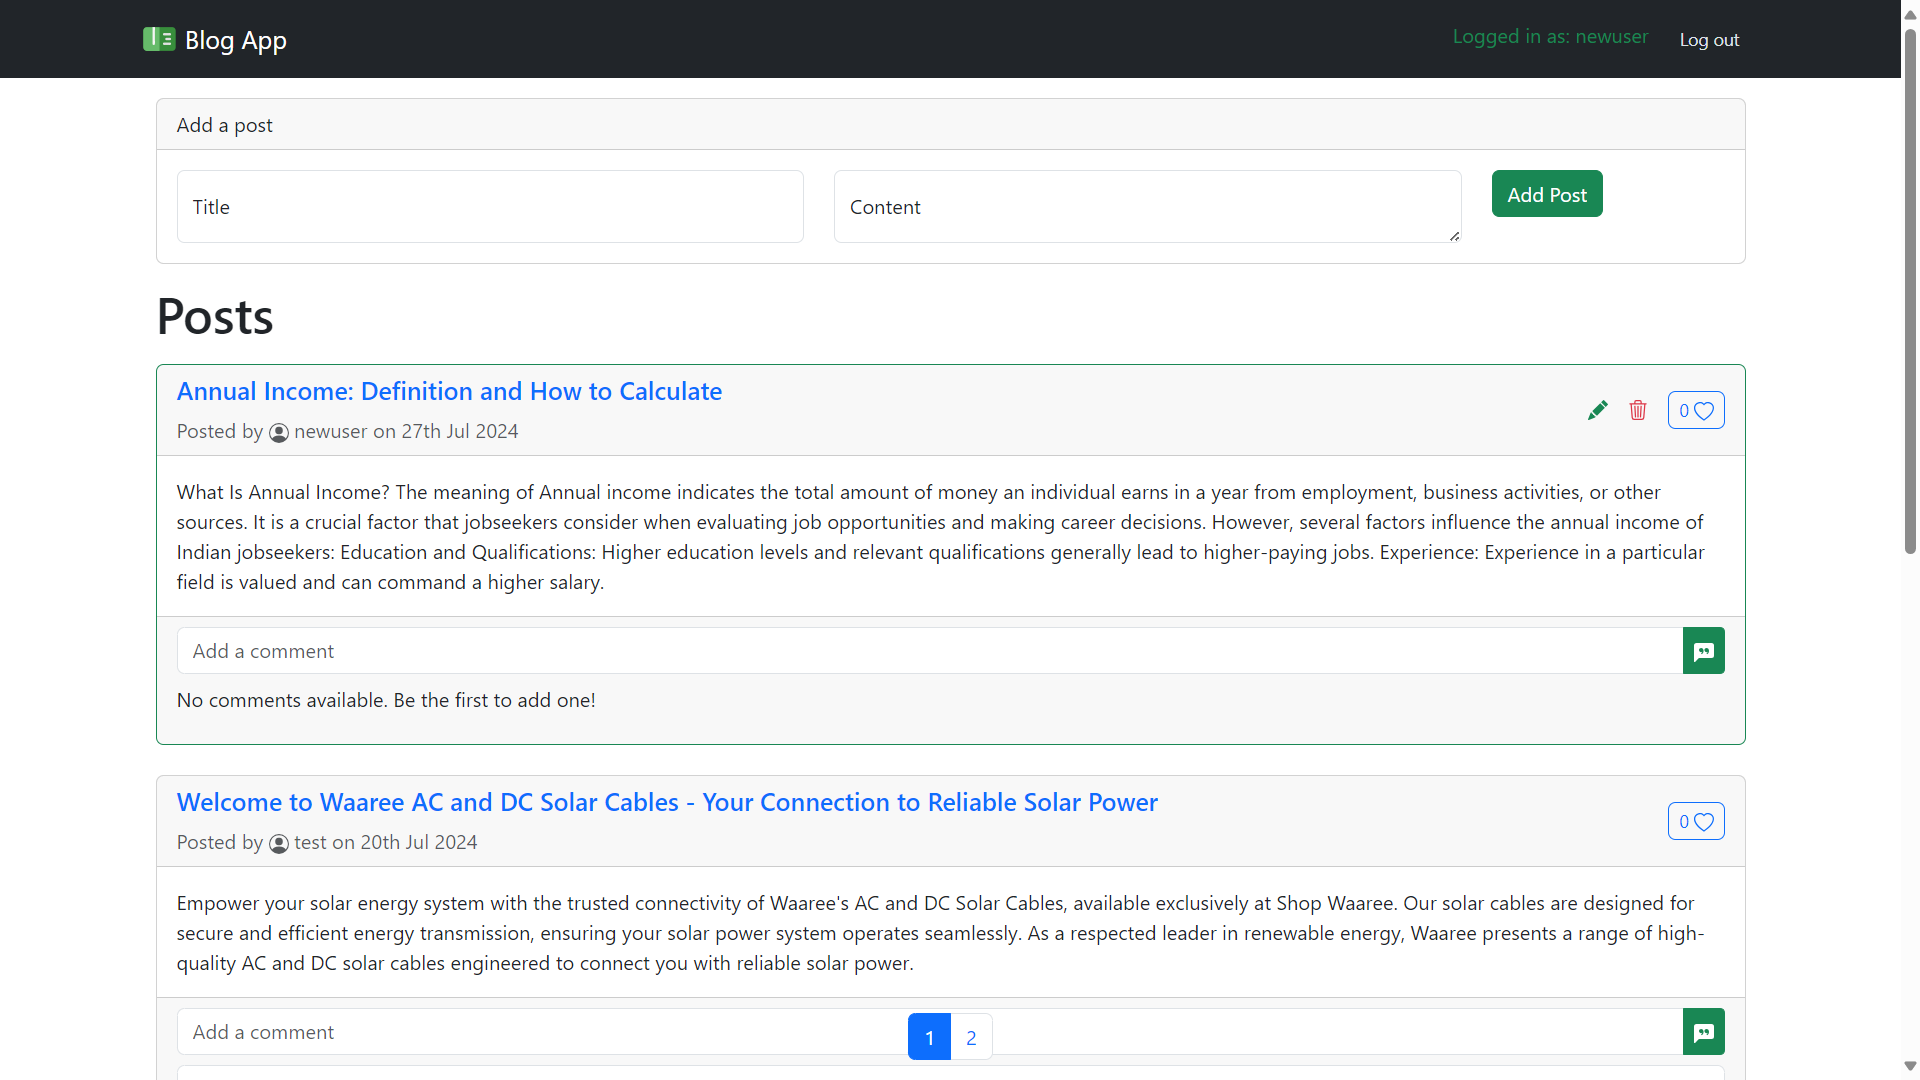 Blog App
Logged in as: newuser
Log out
Add a post
Title
Content
Add Post
Posts
Annual Income: Definition and How to Calculate
Posted by newuser on 27th Jul 2024
0
What Is Annual Income? The meaning of Annual income indicates the total amount of money an individual earns in a year from employment, business activities, or other
sources. It is a crucial factor that jobseekers consider when evaluating job opportunities and making career decisions. However, several factors influence the annual income of
Indian jobseekers: Education and Qualifications: Higher education levels and relevant qualifications generally lead to higher-paying jobs. Experience: Experience in a particular
field is valued and can command a higher salary.
Add a comment
No comments available. Be the first to add one!
Welcome to Waaree AC and DC Solar Cables - Your Connection to Reliable Solar Power
Posted by test on 20th Jul 2024
0
Empower your solar energy system with the trusted connectivity of Waaree's AC and DC Solar Cables, available exclusively at Shop Waaree. Our solar cables are designed for
secure and efficient energy transmission, ensuring your solar power system operates seamlessly. As a respected leader in renewable energy, Waaree presents a range of high-
quality AC and DC solar cables engineered to connect you with reliable solar power.
Add a comment
1 2